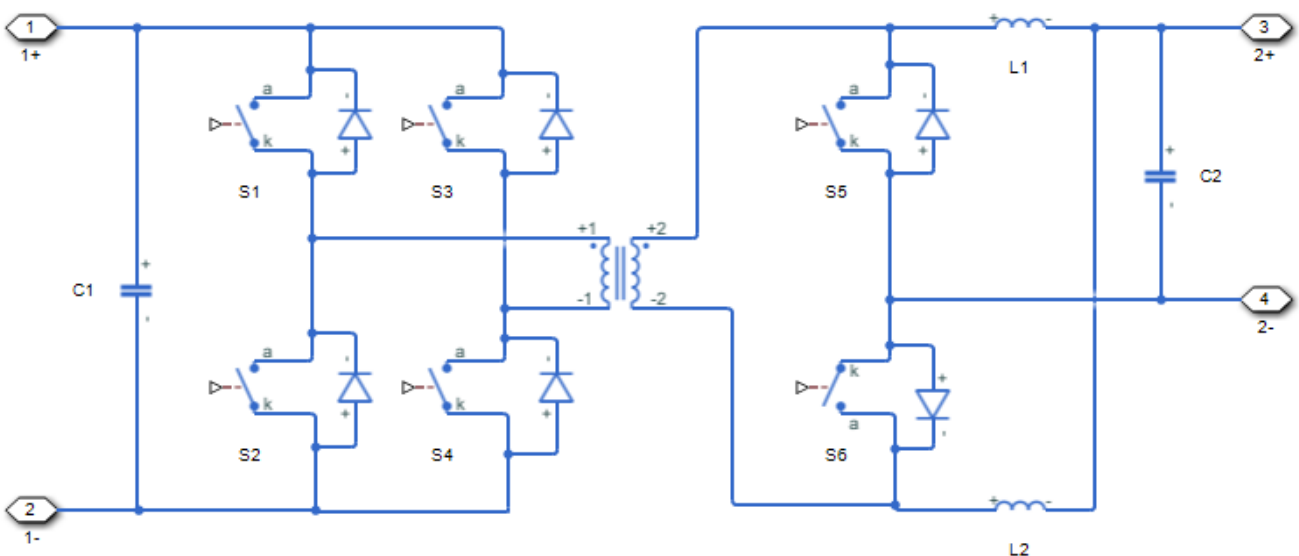 1
1+
a
k
S1
a
k
S3
a
k
S5
+
-
L1
3
2+
+
-
C2
+1
+2
-1
-2
C1
+
-
4
2-
a
k
S2
a
k
S4
k
a
S6
+
-
2
1-
+
-
L2